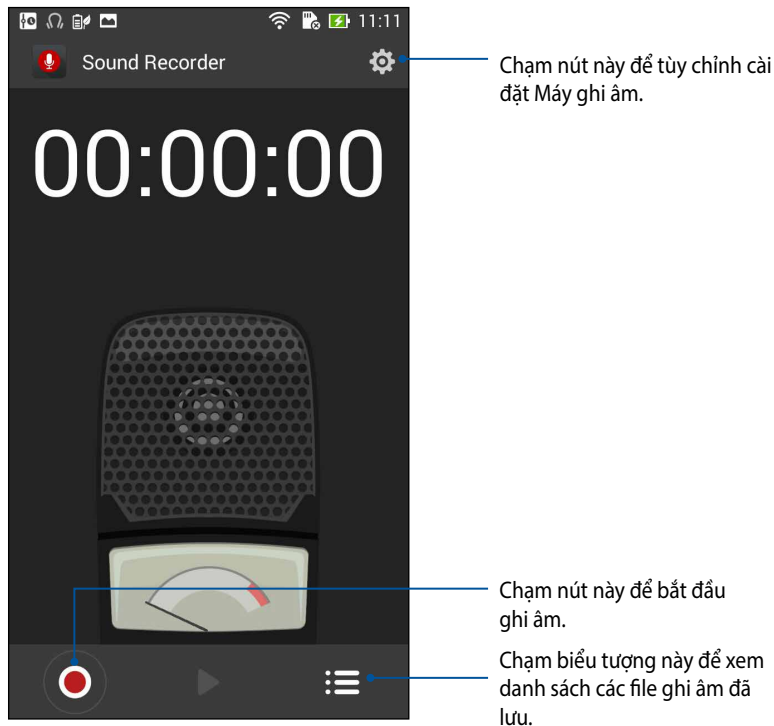 11:11
Sound Recorder
Chạm nút này để tùy chỉnh cài
đặt Máy ghi âm.
00:00:00
Chạm nút này để bắt đầu
ghi âm.
Chạm biểu tượng này để xem
danh sách các file ghi âm đã
lưu.